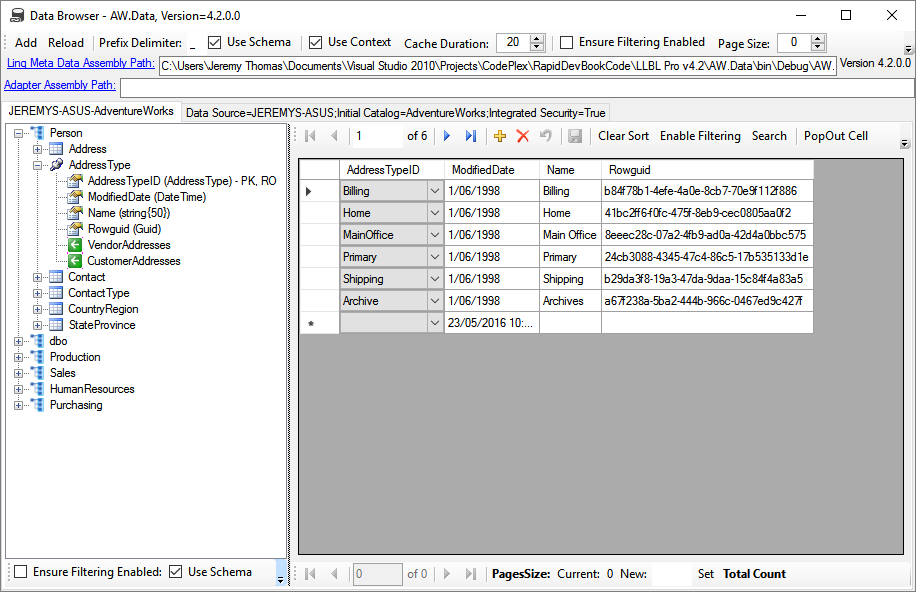 Data Browser - AW.Data, Version=4.2.0.0
Add Reload Prefix Delimiter: _ Use Schema Use Context Cache Duration: 20 Ensure Filtering Enabled Page Size: 0
Linq Meta Data Assembly Path: C:\Users\Jeremy Thomas\Documents\Visual Studio 2010\Projects\CodePlex\RapidDevBookCode\LLBL Pro v4.2\AW.Data\bin\Debug\AW. Version 4.2.0.0
Adapter Assembly Path:
JEREMYS-ASUS-AdventureWorks Data Source=JEREMYS-ASUS;Initial Catalog=AdventureWorks;Integrated Security=True
Person
Address
AddressType
AddressTypeID (AddressType) - PK, RO
ModifiedDate (DateTime)
Name (string{50})
Rowguid (Guid)
VendorAddresses
CustomerAddresses
Contact
ContactType
CountryRegion
StateProvince
dbo
Production
Sales
HumanResources
Purchasing
Ensure Filtering Enabled: Use Schema
1 of 6 Clear Sort Enable Filtering Search PopOut Cell
AddressTypeID ModifiedDate Name Rowguid
Billing 1/06/1998 Billing b84f78b1-4efe-4a0e-8cb7-70e9f112f886
Home 1/06/1998 Home 41bc2ff6-f0fc-475f-8eb9-cec0805aa0f2
MainOffice 1/06/1998 Main Office 8eeec28c-07a2-4fb9-ad0a-42d4a0bbc575
Primary 1/06/1998 Primary 24cb3088-4345-47c4-86c5-17b535133d1e
Shipping 1/06/1998 Shipping b29da3f8-19a3-47da-9daa-15c84f4a83a5
Archive 1/06/1998 Archives a67f238a-5ba2-444b-966c-0467ed9c427f
23/05/2016 10:...
0 of 0 PagesSize: Current: 0 New: Set Total Count